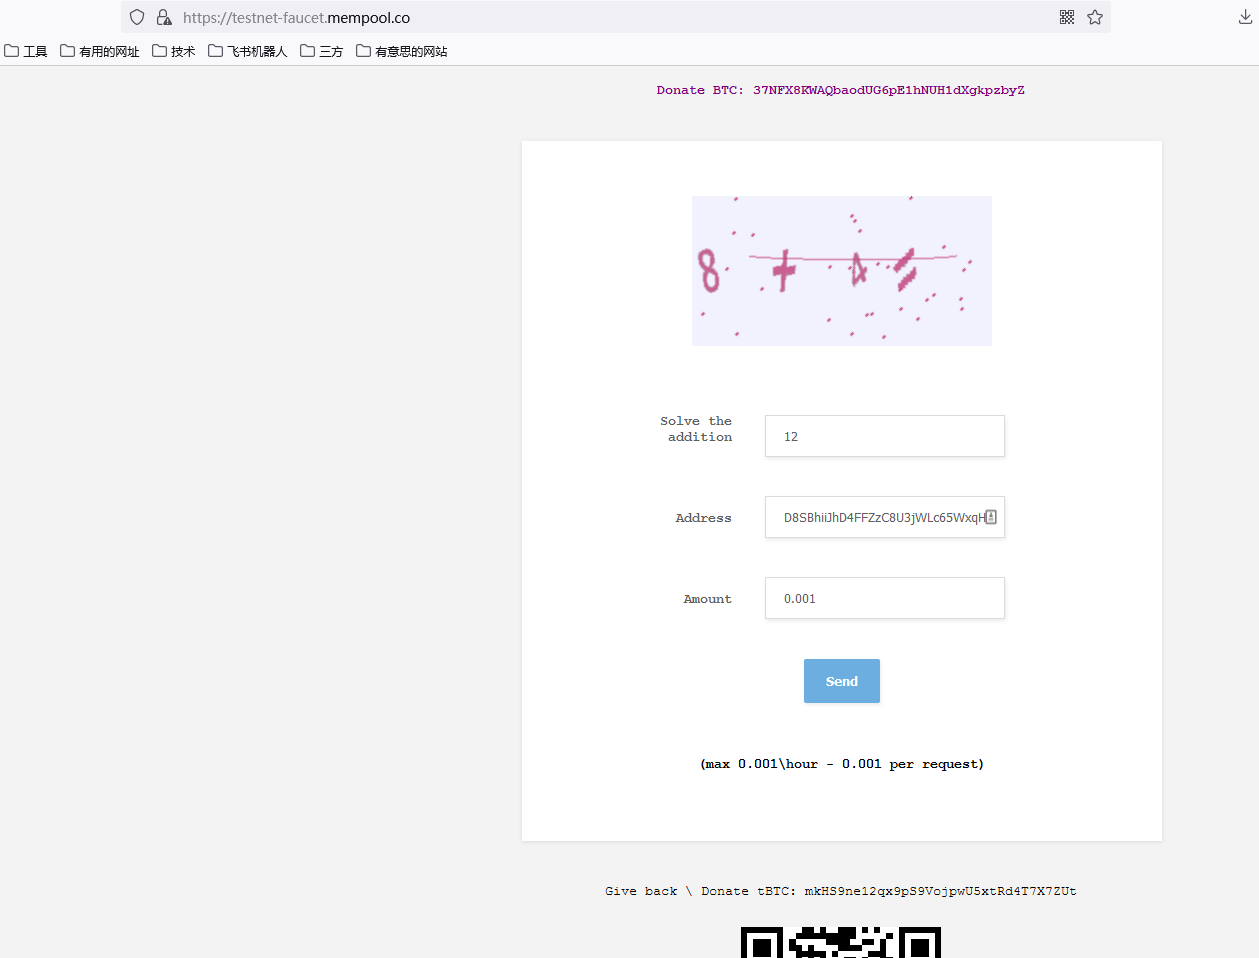 https://testnet-faucet.mempool.co
工具 有用的网址 技术 飞书机器人 三方 有意思的网站
Donate BTC: 37NFX8KWAQbaodUG6pE1hNUH1dXgkpzbyZ
8 + 4 =
Solve the
addition
12
Address
D8SBhiiJhD4FFZzC8U3jWLc65WxqH
Amount
0.001
Send
(max 0.001\hour - 0.001 per request)
Give back \ Donate tBTC: mkHS9ne12qx9pS9VojpwU5xtRd4T7X7ZUt